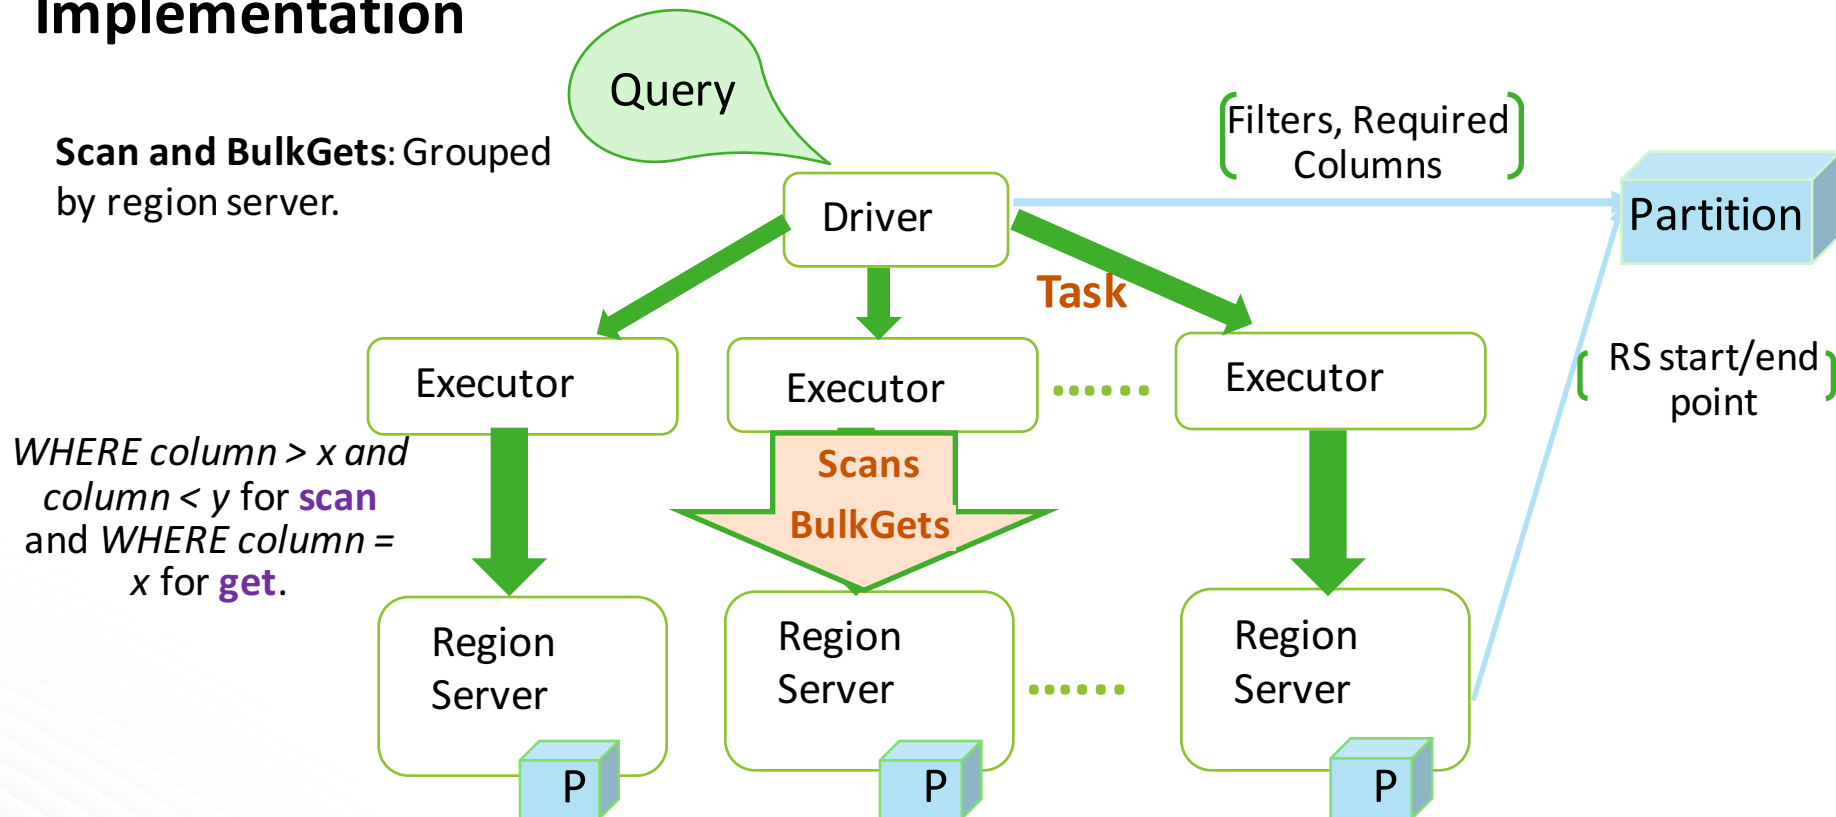 Implementation
Query
Scan and BulkGets: Grouped
by region server.
Filters, Required
Columns
Driver
Partition
Task
Executor
Executor
Executor
RS start/end
point
WHERE column > x and
column < y for scan
and WHERE column =
x for get.
Scans
BulkGets
Region
Server
Region
Server
Region
Server
P
P
P